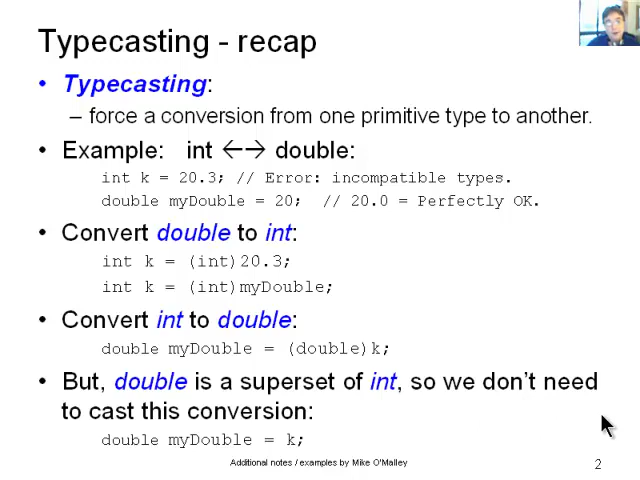 Typecasting - recap
• Typecasting:
– force a conversion from one primitive type to another.
• Example: int ←→ double:
int k = 20.3; // Error: incompatible types.
double myDouble = 20; // 20.0 = Perfectly OK.
• Convert double to int:
int k = (int)20.3;
int k = (int)myDouble;
• Convert int to double:
double myDouble = (double)k;
• But, double is a superset of int, so we don't need
to cast this conversion:
double myDouble = k;
Additional notes / examples by Mike O'Malley
2